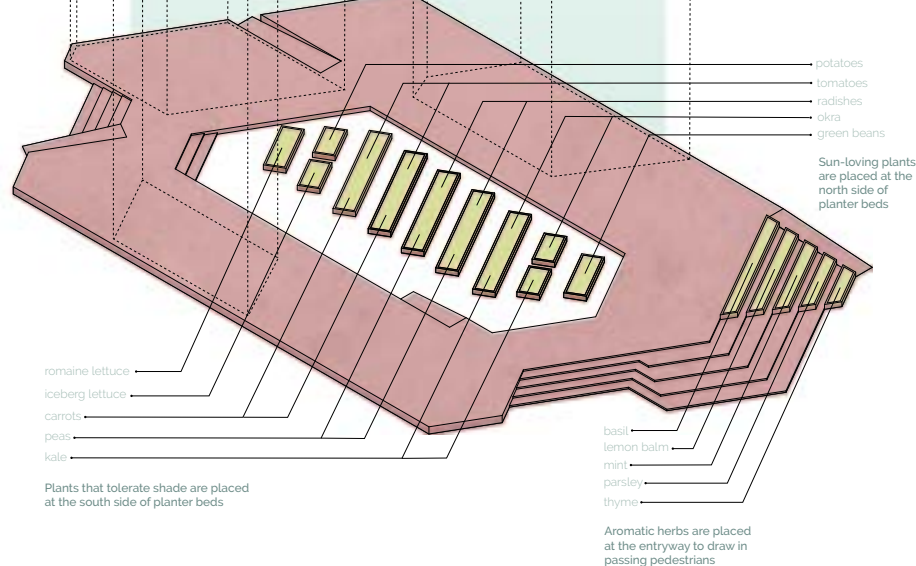 potatoes
tomatoes
radishes
okra
green beans
Sun-loving plants
are placed at the
north side of
planter beds
romaine lettuce
iceberg lettuce
carrots
peas
kale
Plants that tolerate shade are placed
at the south side of planter beds
basil
lemon balm
mint
parsley
thyme
Aromatic herbs are placed
at the entryway to draw in
passing pedestrians